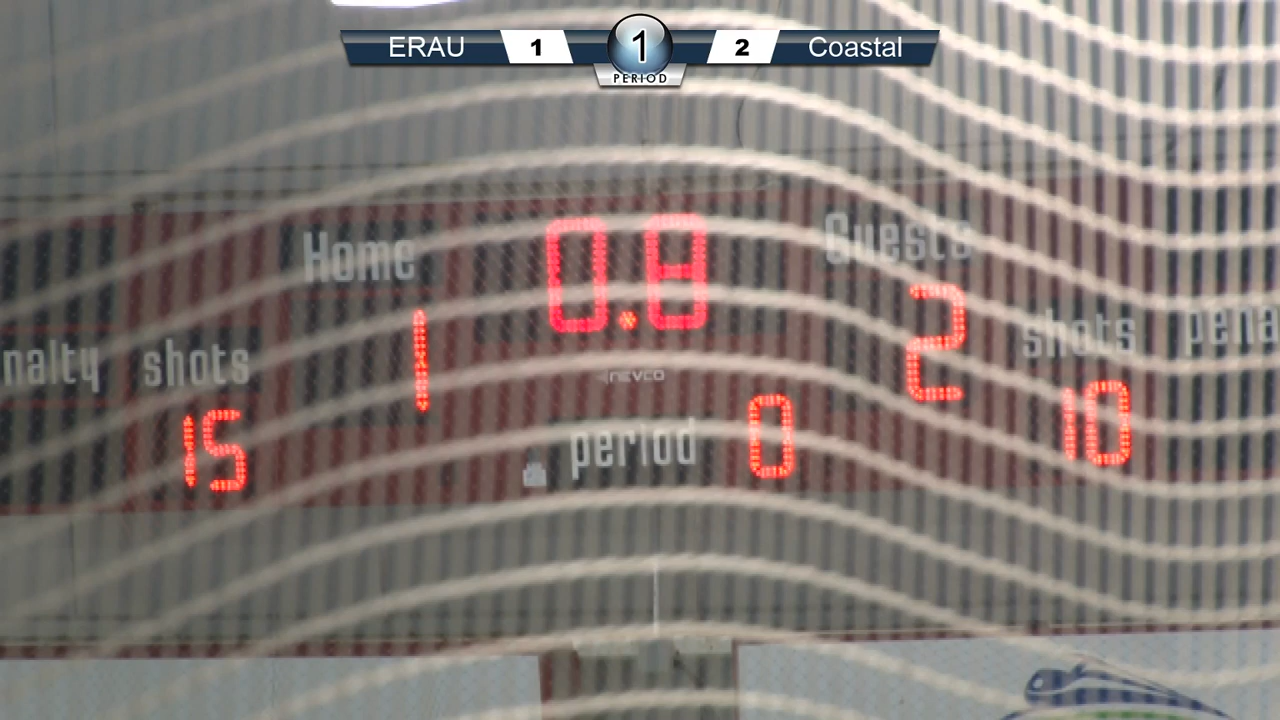 ERAU 1 1 2 Coastal
PERIOD
Home 0.8 Guests
1 2
nalty shots shots pena
NEVCO
15 period 0 10